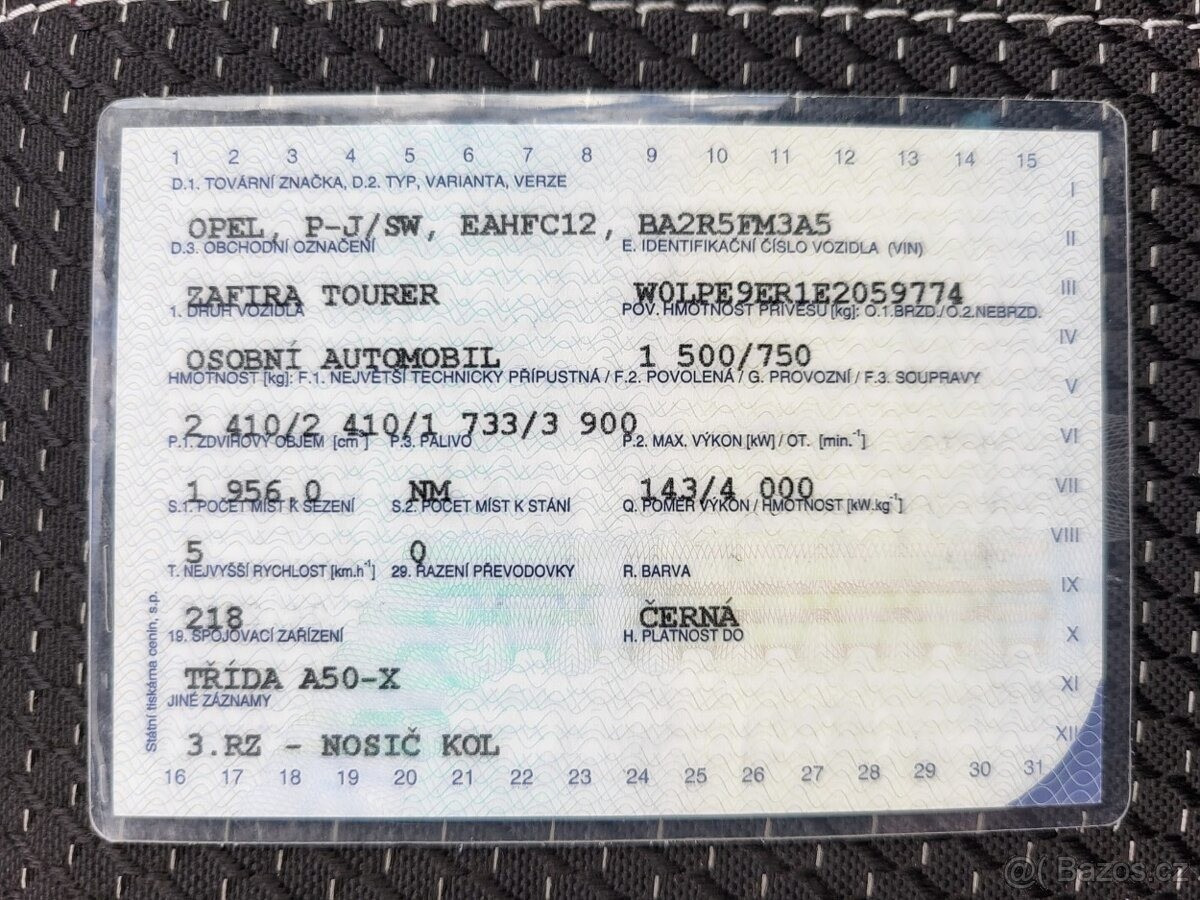 1 2 3 4 5 6 7 8 9 10 11 12 13 14 15
D.1. TOVÁRNÍ ZNAČKA, D.2. TYP, VARIANTA, VERZE
I
OPEL, P-J/SW, EAHFC12, BA2R5FM3A5
D.3. OBCHODNÍ OZNAČENÍ E. IDENTIFIKAČNÍ ČÍSLO VOZIDLA (VIN)
II
ZAFIRA TOURER W0LPE9ER1E2059774
III
1. DRUH VOZIDLA POV. HMOTNOST PŘÍVĚSU [kg]: O.1.BRZD./O.2.NEBRZD.
IV
OSOBNÍ AUTOMOBIL 1 500/750
HMOTNOST [kg]: F.1. NEJVĚTŠÍ TECHNICKY PŘÍPUSTNÁ / F.2. POVOLENÁ / G. PROVOZNÍ / F.3. SOUPRAVY
V
2 410/2 410/1 733/3 900
P.1. ZDVIHOVÝ OBJEM [cm³] P.3. PALIVO P.2. MAX. VÝKON [kW] / OT. [min.-1]
VI
1 956,0 NM 143/4 000
VII
S.1. POČET MÍST K SEZENÍ S.2. POČET MÍST K STÁNÍ Q. POMĚR VÝKON / HMOTNOST [kW.kg-1]
VIII
5 0
T. NEJVYŠŠÍ RYCHLOST [km.h-1] 29. ŘAZENÍ PŘEVODOVKY R. BARVA
IX
218 ČERNÁ
19. SPOJOVACÍ ZAŘÍZENÍ H. PLATNOST DO
X
TŘÍDA A50-X
XI
JINÉ ZÁZNAMY
3.RZ - NOSIČ KOL
XII
16 17 18 19 20 21 22 23 24 25 26 27 28 29 30 31
Státní tiskárna cenin, s.p.
@( Bazos.cz